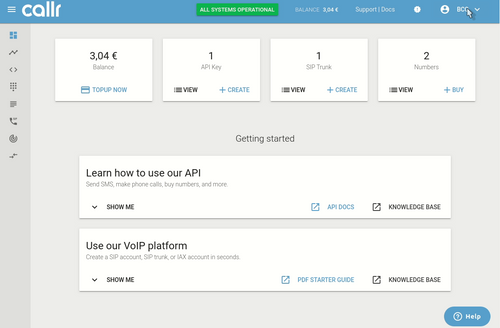 callr
ALL SYSTEMS OPERATIONAL
BALANCE 3,04 €
Support | Docs
3,04 €
Balance
TOPUP NOW
1
API Key
VIEW
CREATE
1
SIP Trunk
VIEW
CREATE
2
Numbers
VIEW
BUY
Getting started
Learn how to use our API
Send SMS, make phone calls, buy numbers, and more.
SHOW ME
API DOCS
KNOWLEDGE BASE
Use our VoIP platform
Create a SIP account, SIP trunk, or IAX account in seconds.
SHOW ME
PDF STARTER GUIDE
KNOWLEDGE BASE
Help